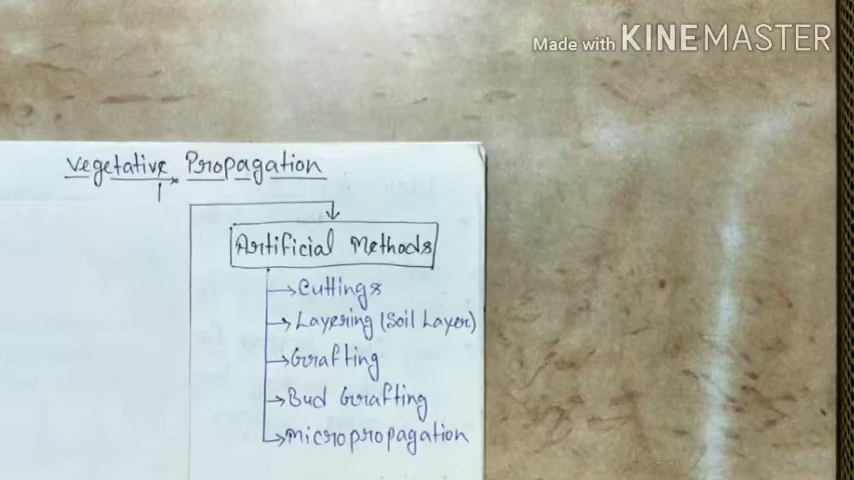 Made with KINEMASTER
Vegetative Propagation
Artificial Methods
Cuttings
Layering (Soil Layer)
Grafting
Bud Grafting
Micropropagation